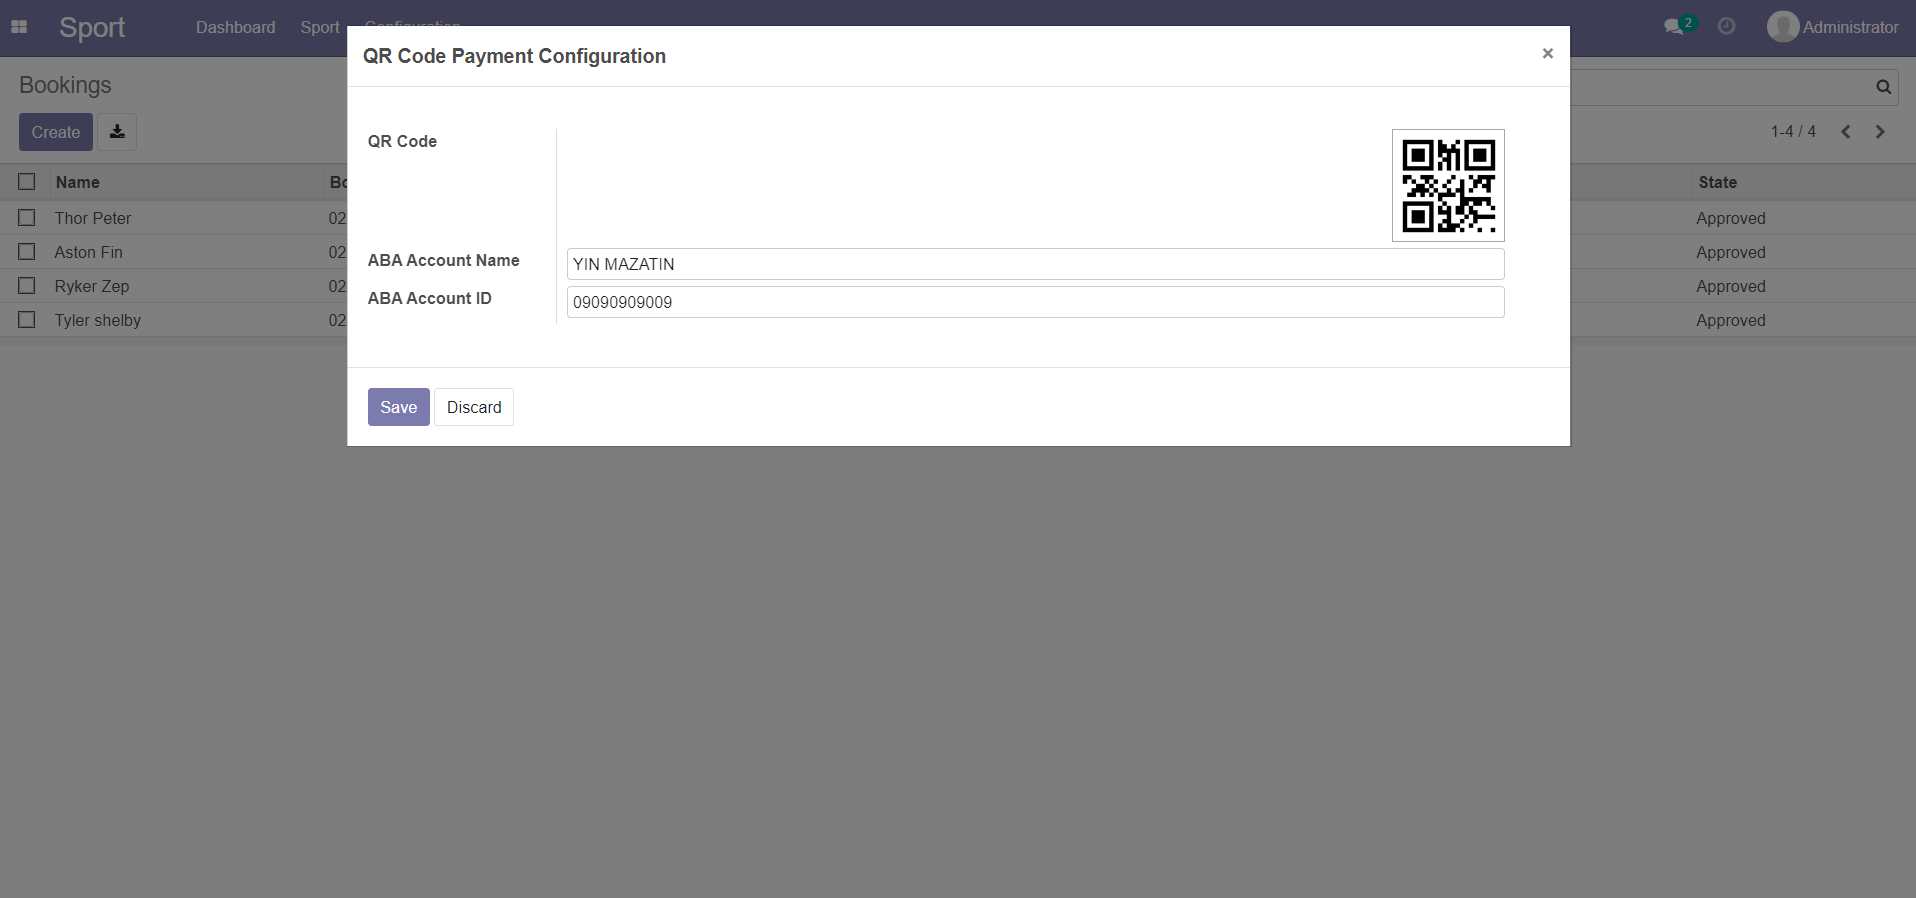 Sport
Dashboard Sport Configuration
2
Administrator
QR Code Payment Configuration
×
Bookings
Create
1-4 / 4
QR Code
ABA Account Name
YIN MAZATIN
ABA Account ID
09090909009
Save
Discard
Name
State
Thor Peter 02 Approved
Aston Fin 02 Approved
Ryker Zep 02 Approved
Tyler shelby 02 Approved